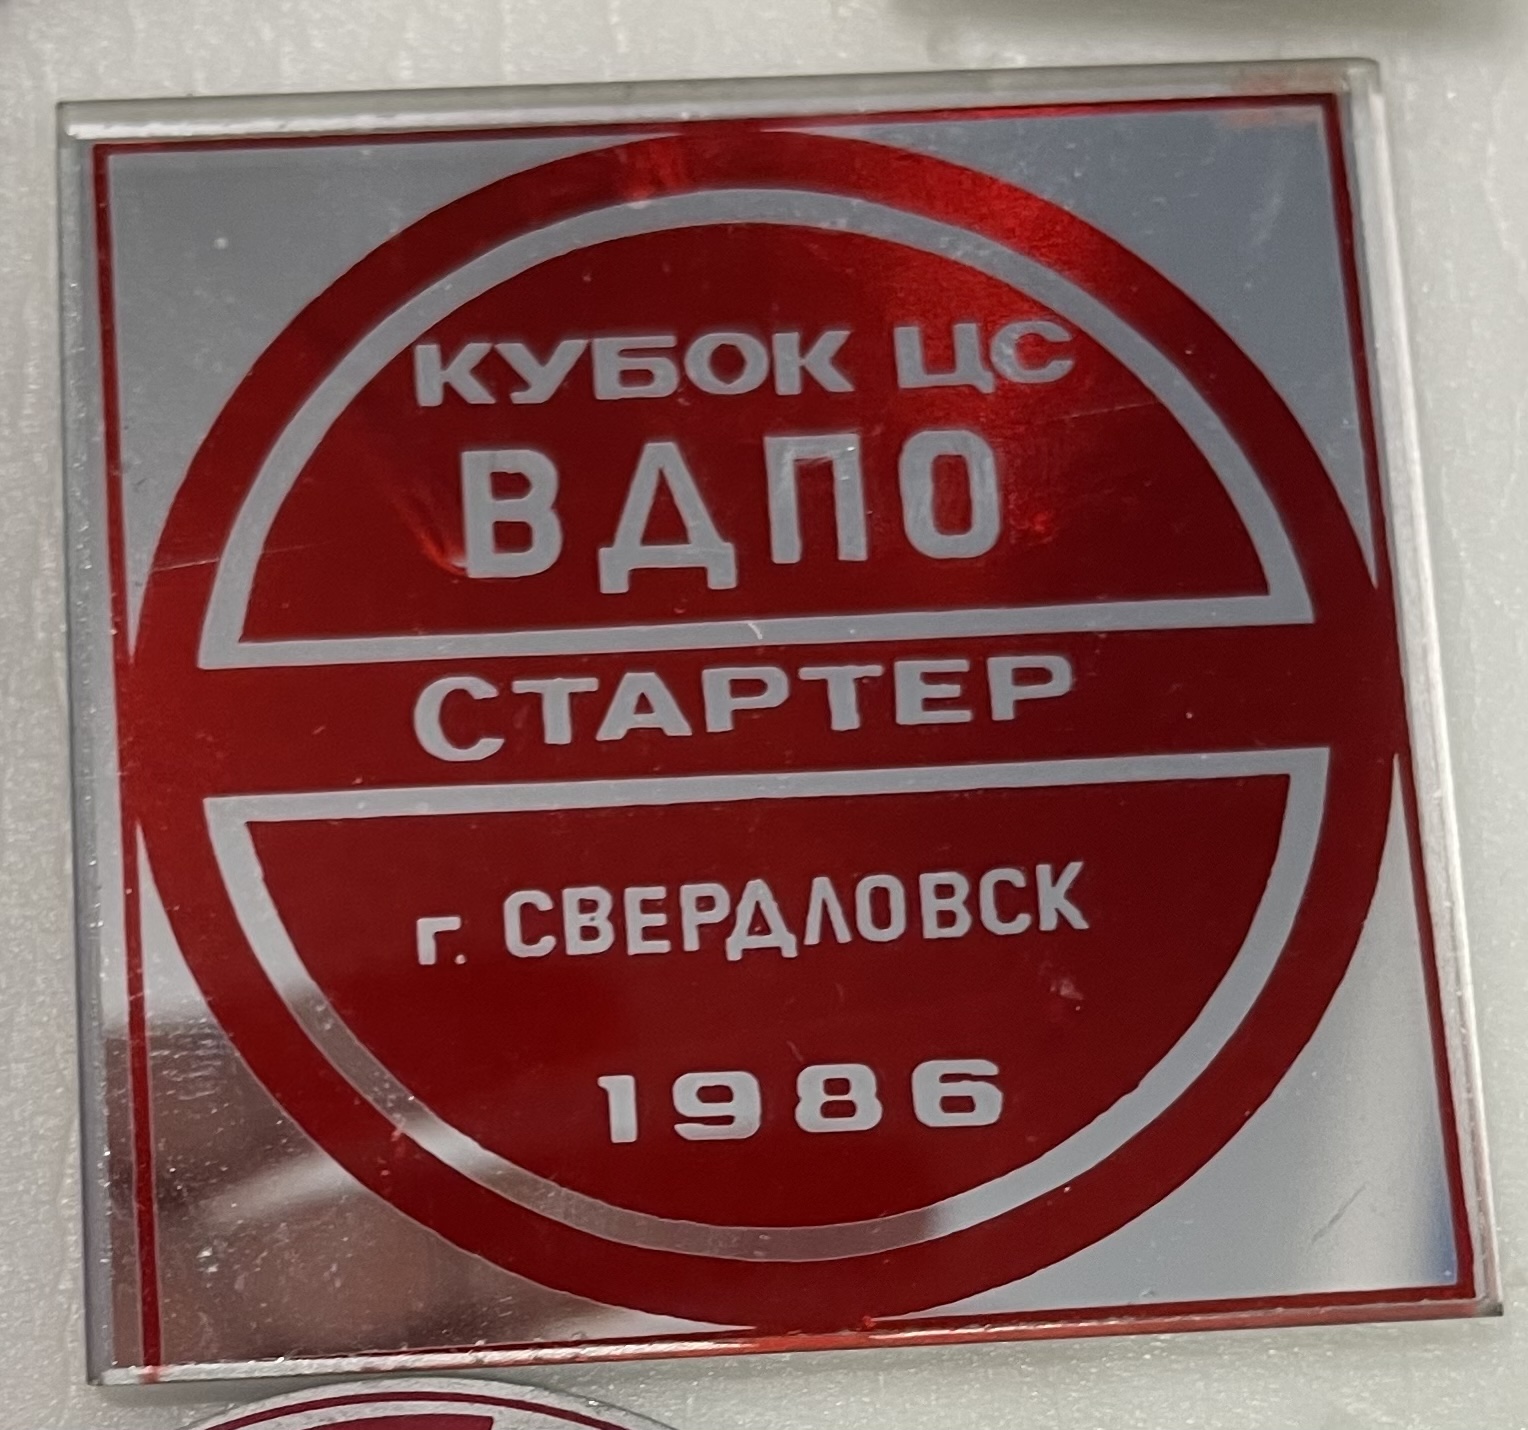 КУБОК ЦС
ВДПО
СТАРТЕР
г. СВЕРДЛОВСК
1986